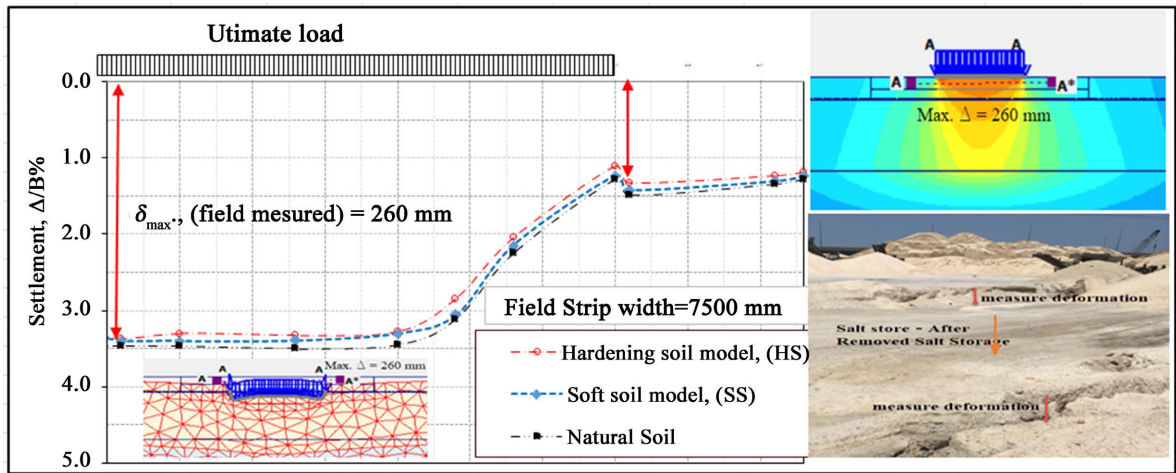 Utimate load
0.0
1.0
2.0
3.0
4.0
5.0
Settlement, Δ/B%
δmax·, (field mesured) = 260 mm
Field Strip width=7500 mm
Hardening soil model, (HS)
Soft soil model, (SS)
Natural Soil
Max. Δ = 260 mm
A A
A A*
A A
A A*
Max. Δ = 260 mm
measure deformation
Salt store - After
Removed Salt Storage
measure deformation